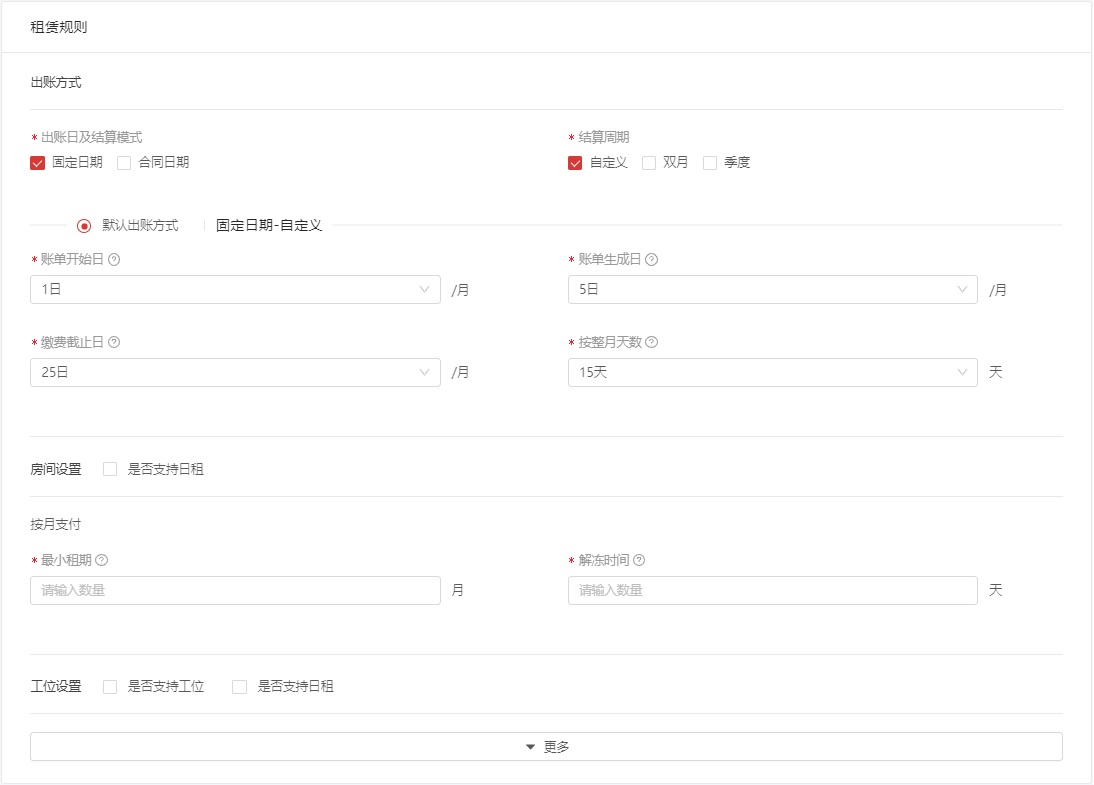 租赁规则
出账方式
* 出账日及结算模式
* 结算周期
固定日期 合同日期
自定义 双月 季度
默认出账方式 固定日期-自定义
* 账单开始日
* 账单生成日
1日 /月
5日 /月
* 缴费截止日
* 按整月天数
25日 /月
15天 天
房间设置 是否支持日租
按月支付
* 最小租期
* 解冻时间
请输入数量 月
请输入数量 天
工位设置 是否支持工位 是否支持日租
更多